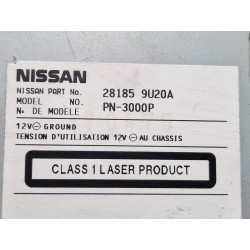 NISSAN
NISSAN PART No. 28185 9U20A
MODEL NO. PN-3000P
No DE MODELE
12V⊖ GROUND
TENSION D'UTILISATION 12V⊖ AU CHASSIS
CLASS 1 LASER PRODUCT